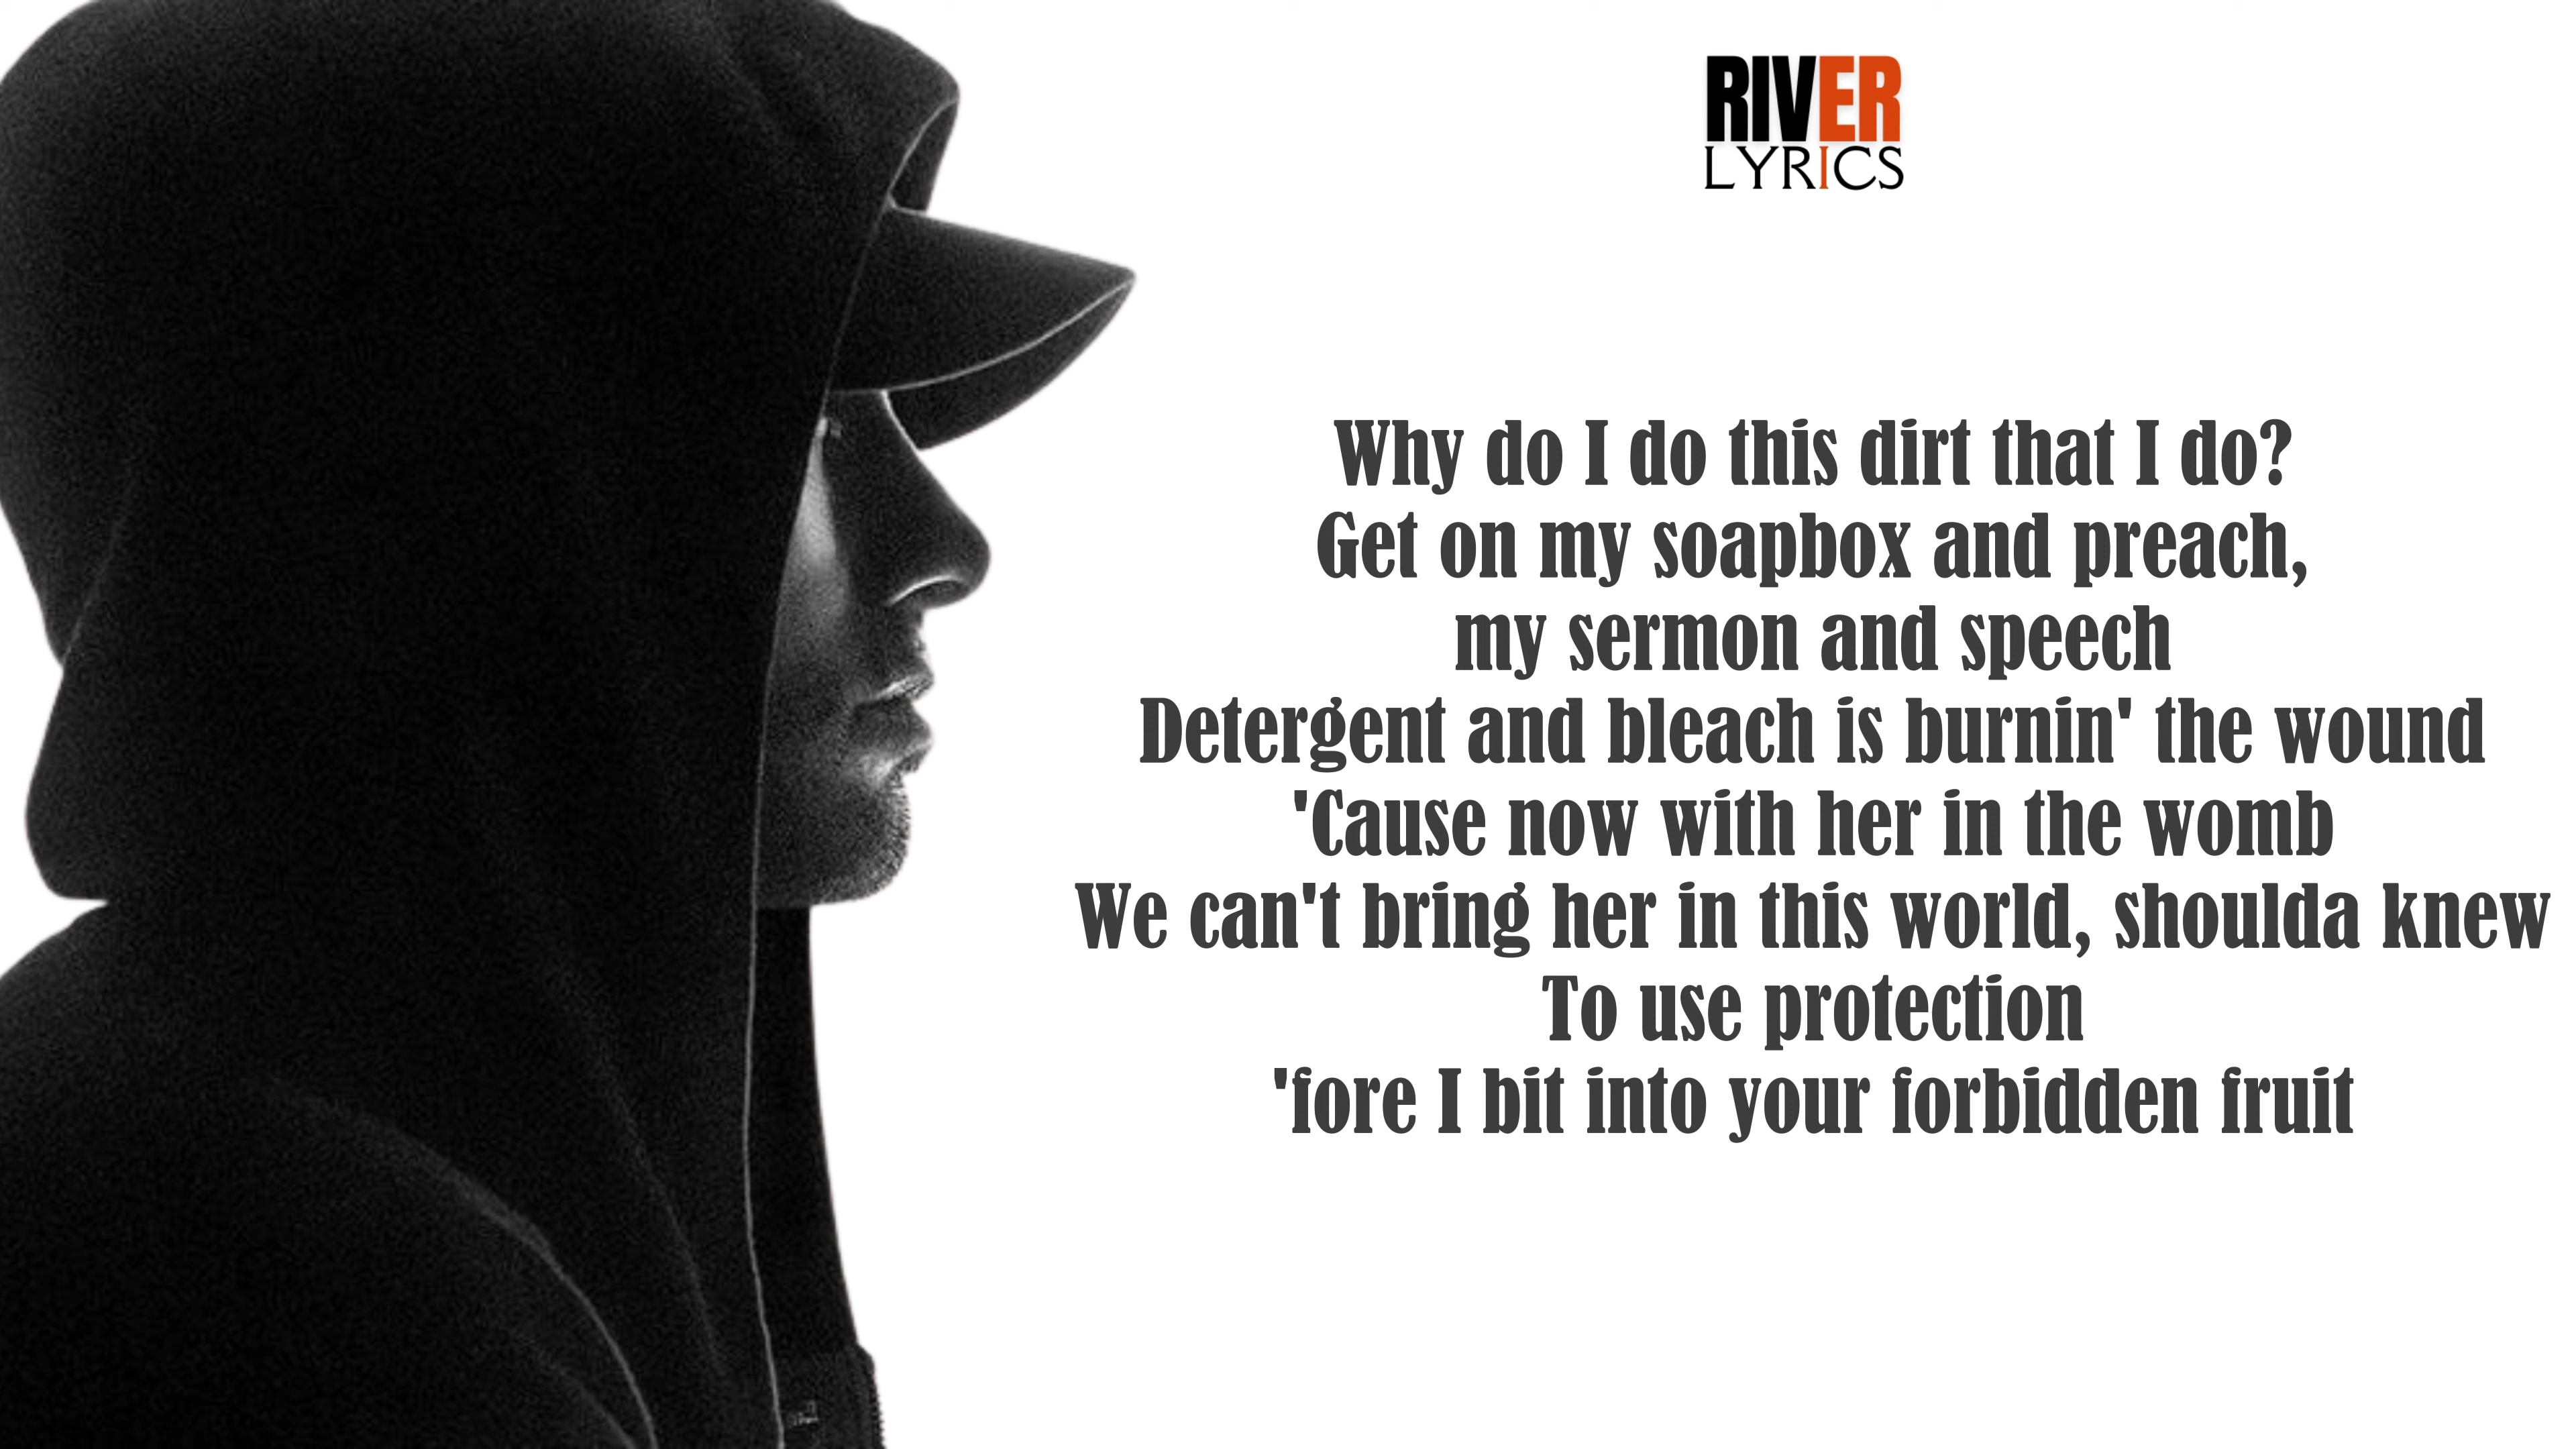 RIVER
LYRICS
Why do I do this dirt that I do?
Get on my soapbox and preach,
my sermon and speech
Detergent and bleach is burnin' the wound
'Cause now with her in the womb
We can't bring her in this world, shoulda knew
To use protection
'fore I bit into your forbidden fruit